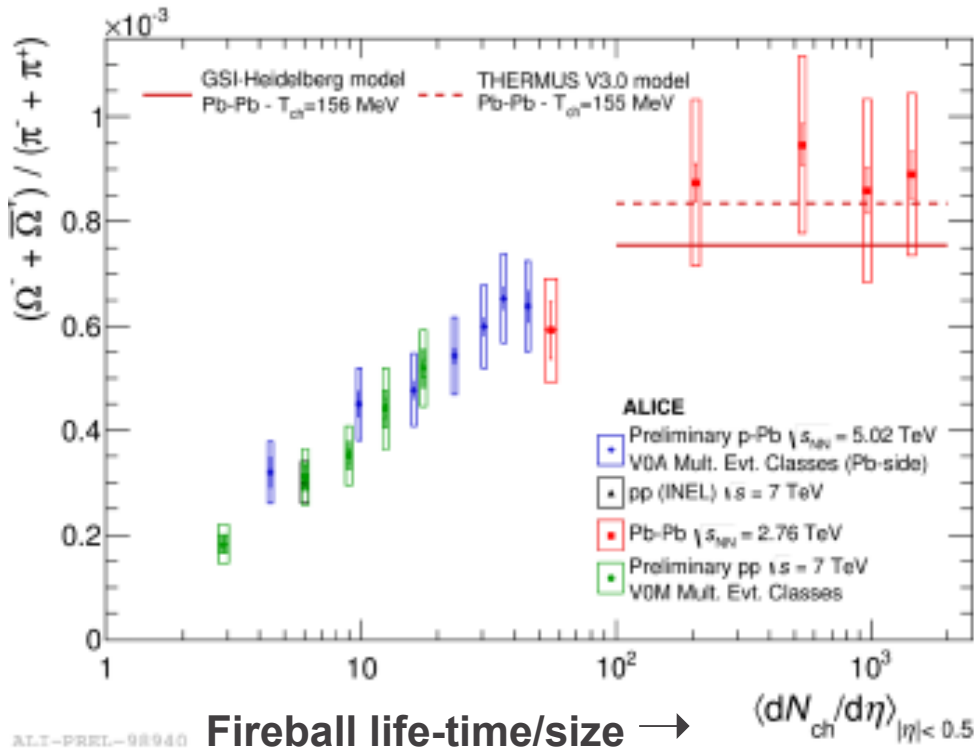 ×10⁻³
(Ω⁻ + Ω̅⁺) / (π⁻ + π⁺)
GSI-Heidelberg model
Pb-Pb - T_ch=156 MeV
THERMUS V3.0 model
Pb-Pb - T_ch=155 MeV
1
0.8
0.6
0.4
0.2
0
ALICE
Preliminary p-Pb √s_NN = 5.02 TeV
V0A Mult. Evt. Classes (Pb-side)
pp (INEL) √s = 7 TeV
Pb-Pb √s_NN = 2.76 TeV
Preliminary pp √s = 7 TeV
V0M Mult. Evt. Classes
1 10 10² 10³
⟨dN_ch/dη⟩_|η|< 0.5
Fireball life-time/size →
ALI-PREL-98940